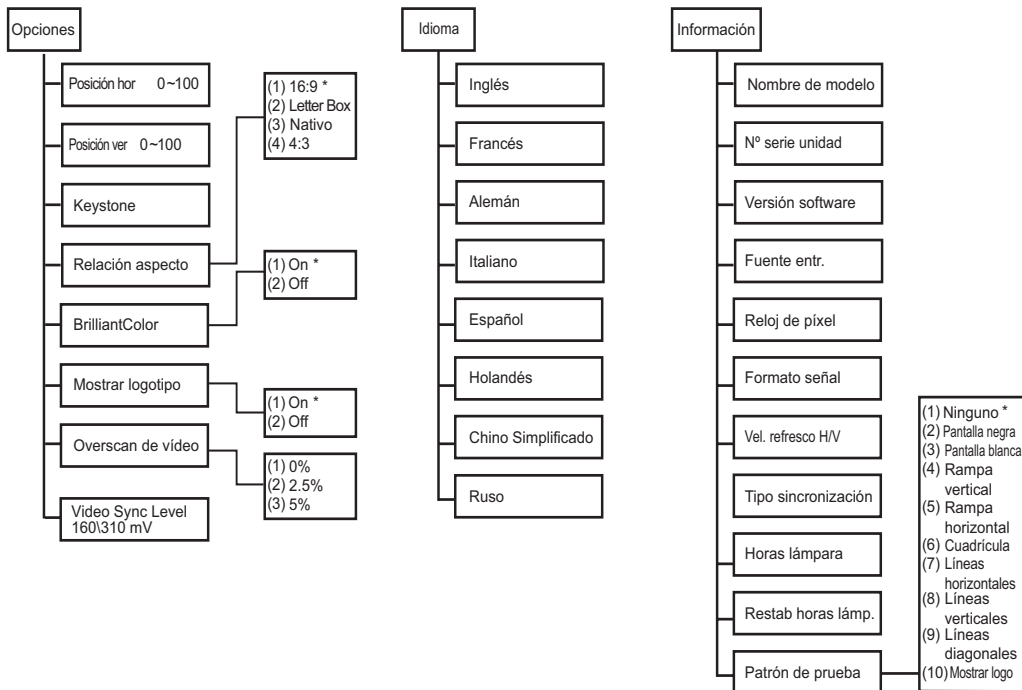 Opciones
Posición hor 0~100
Posición ver 0~100
Keystone
Relación aspecto
BrilliantColor
Mostrar logotipo
Overscan de vídeo
Video Sync Level
160\310 mV
(1) 16:9 *
(2) Letter Box
(3) Nativo
(4) 4:3
(1) On *
(2) Off
(1) On *
(2) Off
(1) 0%
(2) 2.5%
(3) 5%
Idioma
Inglés
Francés
Alemán
Italiano
Español
Holandés
Chino Simplificado
Ruso
Información
Nombre de modelo
Nº serie unidad
Versión software
Fuente entr.
Reloj de píxel
Formato señal
Vel. refresco H/V
Tipo sincronización
Horas lámpara
Restab horas lámp.
Patrón de prueba
(1) Ninguno *
(2) Pantalla negra
(3) Pantalla blanca
(4) Rampa
vertical
(5) Rampa
horizontal
(6) Cuadrícula
(7) Líneas
horizontales
(8) Líneas
verticales
(9) Líneas
diagonales
(10) Mostrar logo